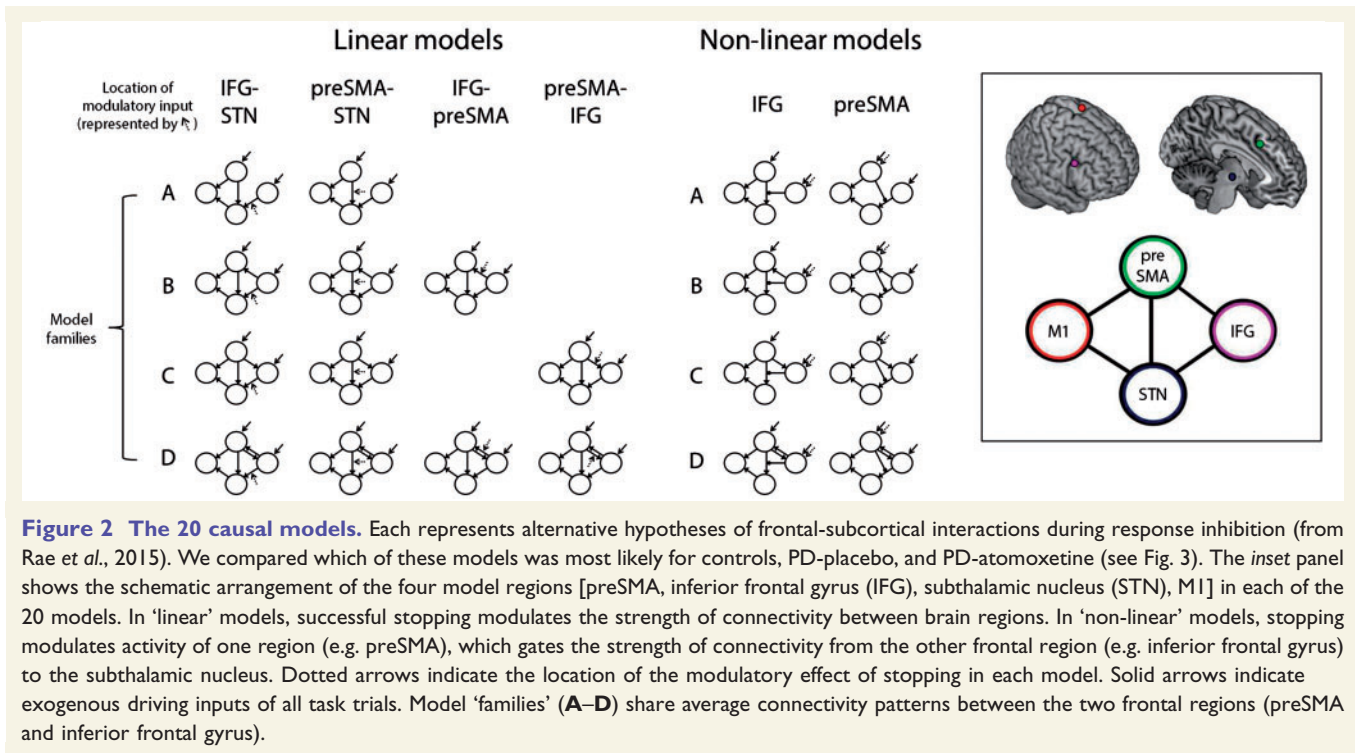 Linear models
Non-linear models
Location of
modulatory input
(represented by )
IFG-
STN
preSMA-
STN
IFG-
preSMA
preSMA-
IFG
IFG
preSMA
A
B
C
D
Model
families
A
B
C
D
pre
SMA
M1
IFG
STN
Figure 2 The 20 causal models. Each represents alternative hypotheses of frontal-subcortical interactions during response inhibition (from
Rae et al., 2015). We compared which of these models was most likely for controls, PD-placebo, and PD-atomoxetine (see Fig. 3). The inset panel
shows the schematic arrangement of the four model regions [preSMA, inferior frontal gyrus (IFG), subthalamic nucleus (STN), M1] in each of the
20 models. In ‘linear’ models, successful stopping modulates the strength of connectivity between brain regions. In ‘non-linear’ models, stopping
modulates activity of one region (e.g. preSMA), which gates the strength of connectivity from the other frontal region (e.g. inferior frontal gyrus)
to the subthalamic nucleus. Dotted arrows indicate the location of the modulatory effect of stopping in each model. Solid arrows indicate
exogenous driving inputs of all task trials. Model ‘families’ (A–D) share average connectivity patterns between the two frontal regions (preSMA
and inferior frontal gyrus).